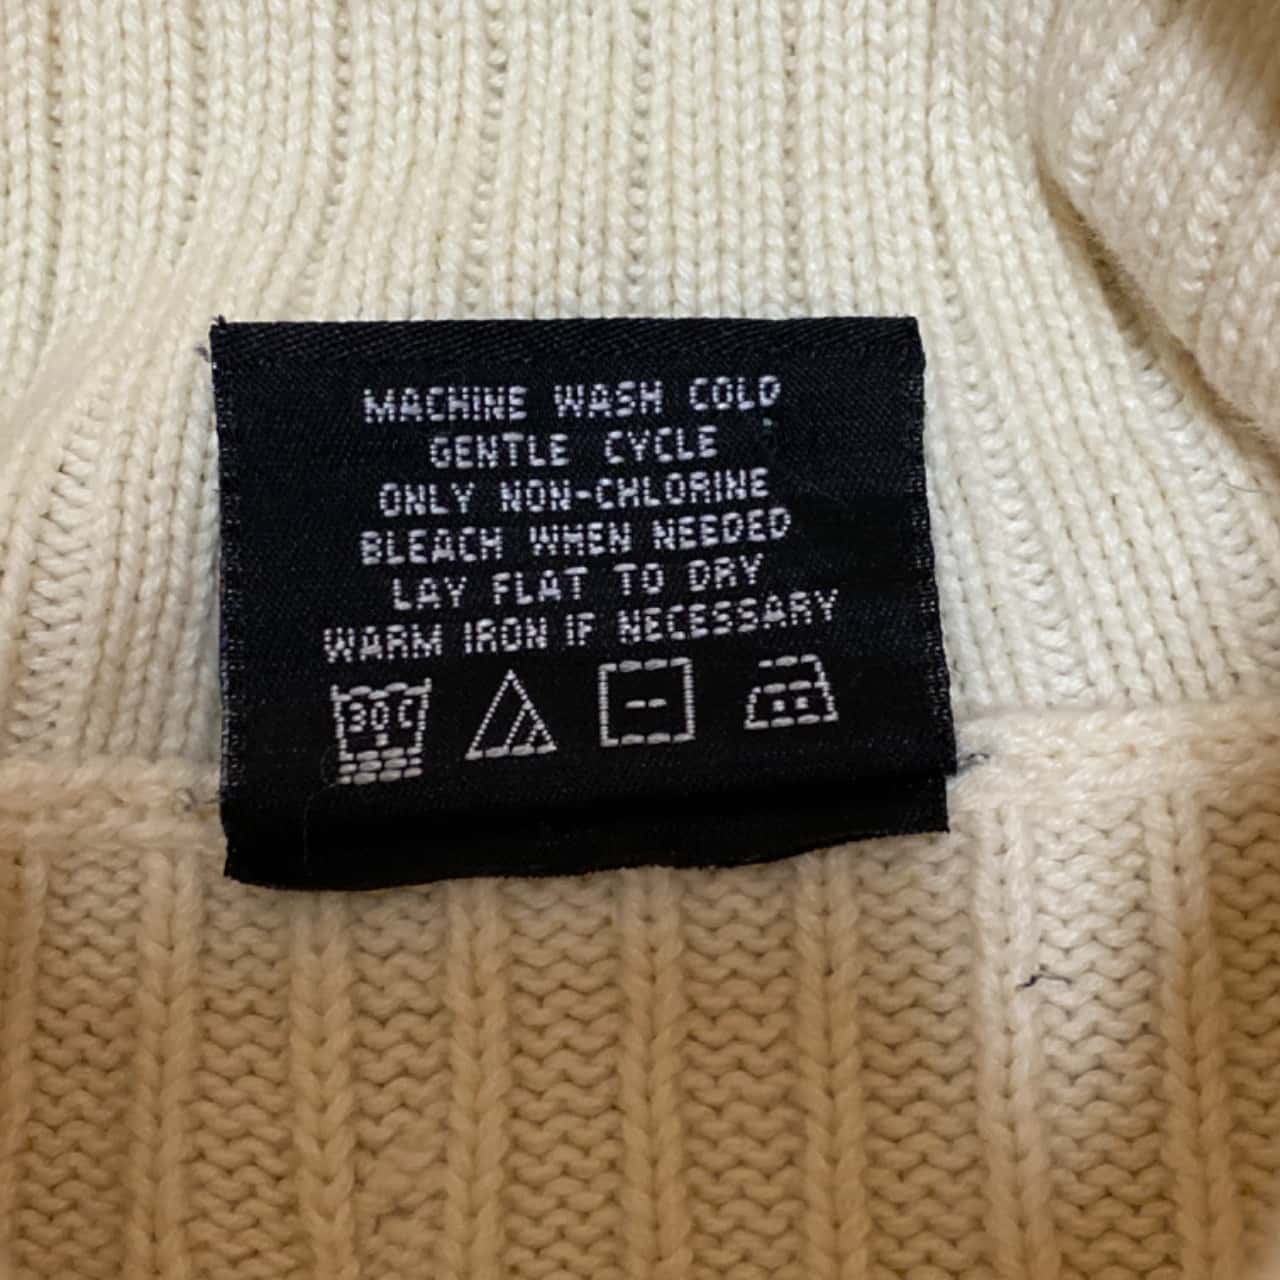 MACHINE WASH COLD
GENTLE CYCLE
ONLY NON-CHLORINE
BLEACH WHEN NEEDED
LAY FLAT TO DRY
WARM IRON IF NECESSARY
30C